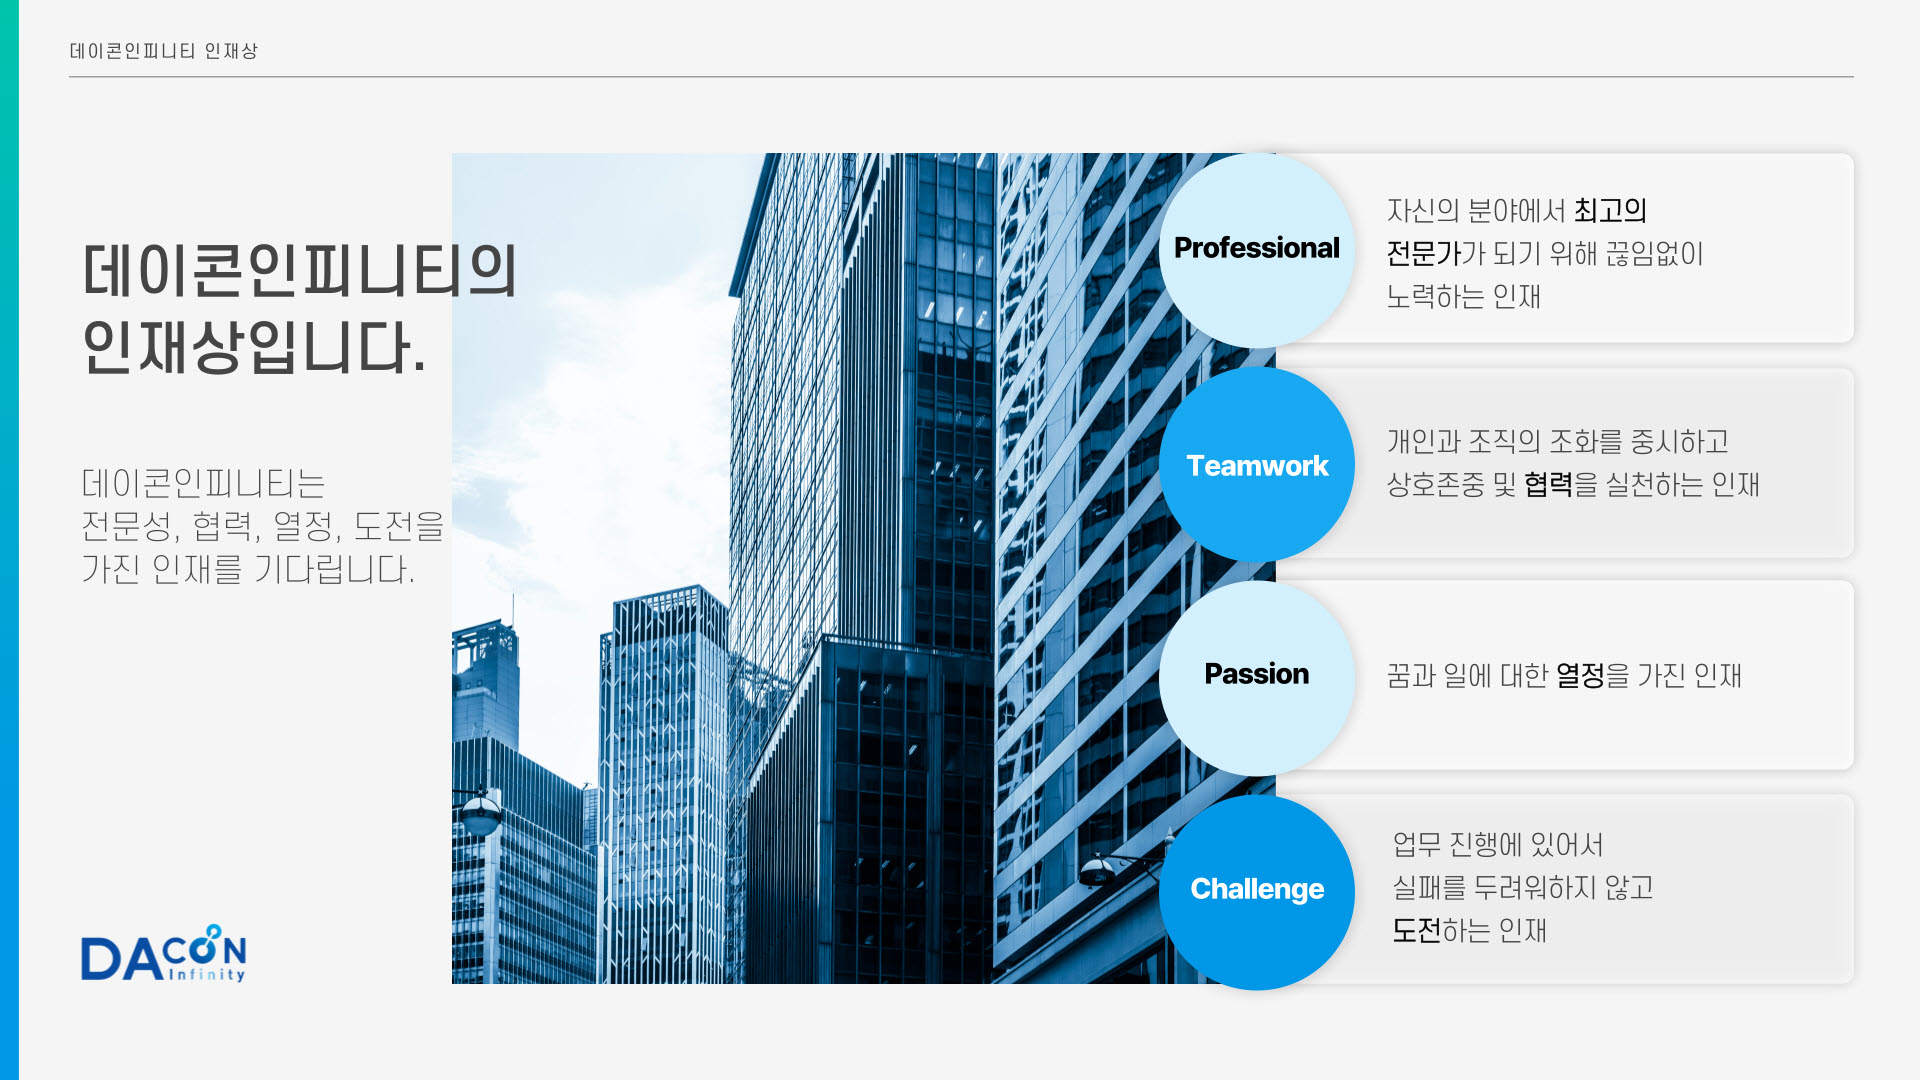 데이콘인피니티 인재상
데이콘인피니티의
인재상입니다.
데이콘인피니티는
전문성, 협력, 열정, 도전을
가진 인재를 기다립니다.
DACON
Infinity
Professional
자신의 분야에서 최고의
전문가가 되기 위해 끊임없이
노력하는 인재
Teamwork
개인과 조직의 조화를 중시하고
상호존중 및 협력을 실천하는 인재
Passion
꿈과 일에 대한 열정을 가진 인재
Challenge
업무 진행에 있어서
실패를 두려워하지 않고
도전하는 인재